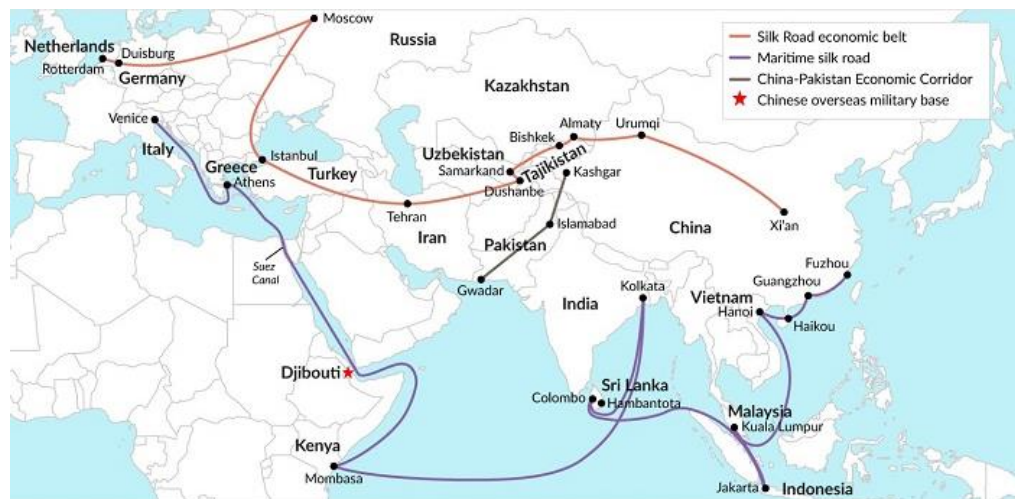 Moscow
Russia
Silk Road economic belt
Maritime silk road
China-Pakistan Economic Corridor
Chinese overseas military base
Netherlands
Duisburg
Rotterdam
Germany
Kazakhstan
Venice
Italy
Almaty
Urumqi
Bishkek
Uzbekistan
Samarkand
Tajikistan
Dushanbe
Kashgar
Istanbul
Turkey
Greece
Athens
Tehran
Iran
Islamabad
Pakistan
Xi'an
China
Suez
Canal
Gwadar
India
Kolkata
Fuzhou
Guangzhou
Vietnam
Hanoi
Haikou
Djibouti
Sri Lanka
Colombo
Hambantota
Malaysia
Kuala Lumpur
Kenya
Mombasa
Jakarta
Indonesia